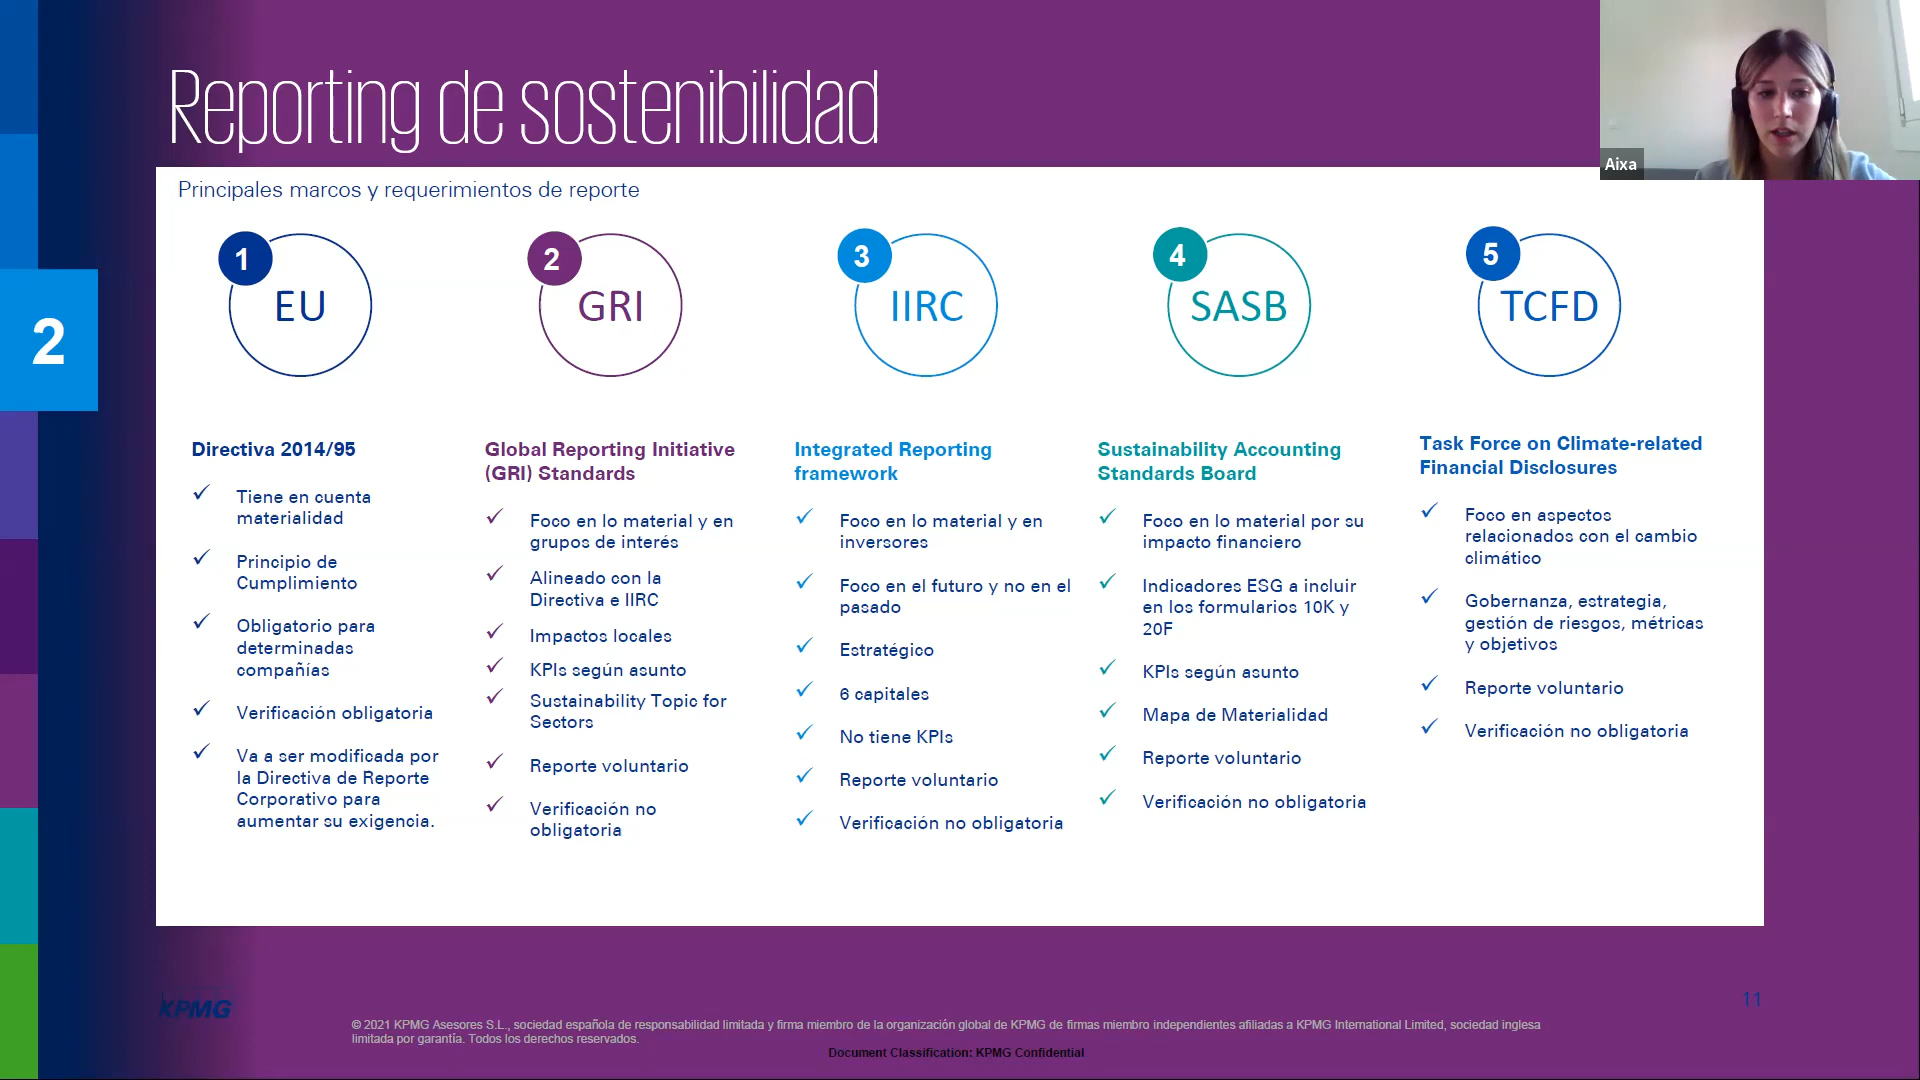 Reporting de sostenibilidad
Aixa
Principales marcos y requerimientos de reporte
2
1
EU
2
GRI
3
IIRC
4
SASB
5
TCFD
Directiva 2014/95
Tiene en cuenta
materialidad
Principio de
Cumplimiento
Obligatorio para
determinadas
compañías
Verificación obligatoria
Va a ser modificada por
la Directiva de Reporte
Corporativo para
aumentar su exigencia.
Global Reporting Initiative
(GRI) Standards
Foco en lo material y en
grupos de interés
Alineado con la
Directiva e IIRC
Impactos locales
KPIs según asunto
Sustainability Topic for
Sectors
Reporte voluntario
Verificación no
obligatoria
Integrated Reporting
framework
Foco en lo material y en
inversores
Foco en el futuro y no en el
pasado
Estratégico
6 capitales
No tiene KPIs
Reporte voluntario
Verificación no obligatoria
Sustainability Accounting
Standards Board
Foco en lo material por su
impacto financiero
Indicadores ESG a incluir
en los formularios 10K y
20F
KPIs según asunto
Mapa de Materialidad
Reporte voluntario
Verificación no obligatoria
Task Force on Climate-related
Financial Disclosures
Foco en aspectos
relacionados con el cambio
climático
Gobernanza, estrategia,
gestión de riesgos, métricas
y objetivos
Reporte voluntario
Verificación no obligatoria
KPMG
11
© 2021 KPMG Asesores S.L., sociedad española de responsabilidad limitada y firma miembro de la organización global de KPMG de firmas miembro independientes afiliadas a KPMG International Limited, sociedad inglesa
limitada por garantía. Todos los derechos reservados.
Document Classification: KPMG Confidential